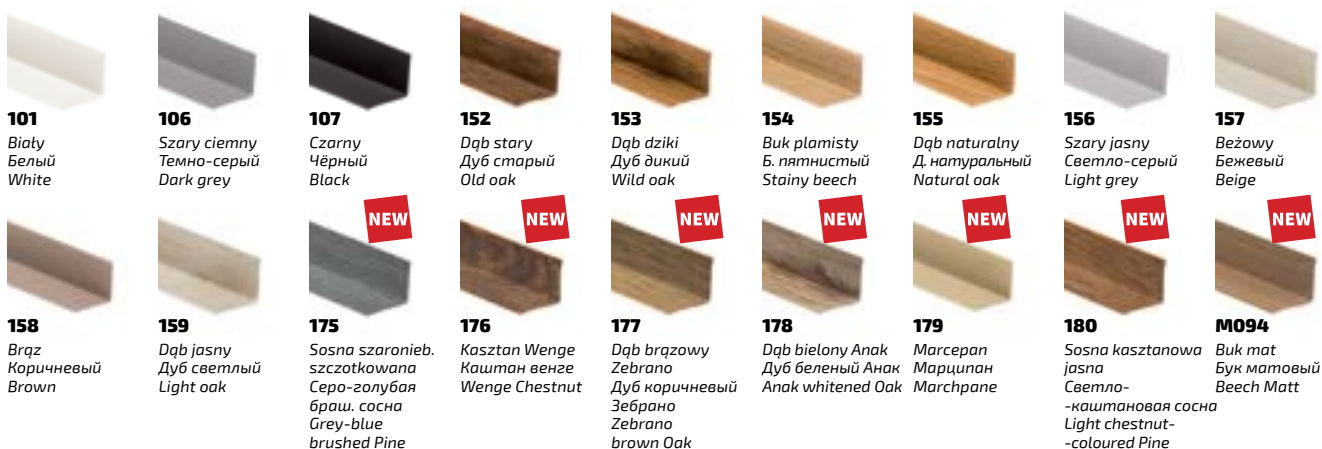 101
Biały
Белый
White
106
Szary ciemny
Темно-серый
Dark grey
107
Czarny
Чёрный
Black
152
Dąb stary
Дуб старый
Old oak
153
Dąb dziki
Дуб дикий
Wild oak
154
Buk plamisty
Б. пятнистый
Stainy beech
155
Dąb naturalny
Д. натуральный
Natural oak
156
Szary jasny
Светло-серый
Light grey
157
Beżowy
Бежевый
Beige
158
Brąz
Коричневый
Brown
159
Dąb jasny
Дуб светлый
Light oak
NEW
175
Sosna szaronieb.
szczotkowana
Серо-голубая
браш. сосна
Grey-blue
brushed Pine
NEW
176
Kasztan Wenge
Каштан венге
Wenge Chestnut
NEW
177
Dąb brązowy
Zebrano
Дуб коричневый
Зебрано
Zebrano
brown Oak
NEW
178
Dąb bielony Anak
Дуб беленый Анак
Anak whitened Oak
NEW
179
Marcepan
Марципан
Marchpane
NEW
180
Sosna kasztanowa
jasna
Светло-
-каштановая сосна
Light chestnut-
-coloured Pine
NEW
M094
Buk mat
Бук матовый
Beech Matt